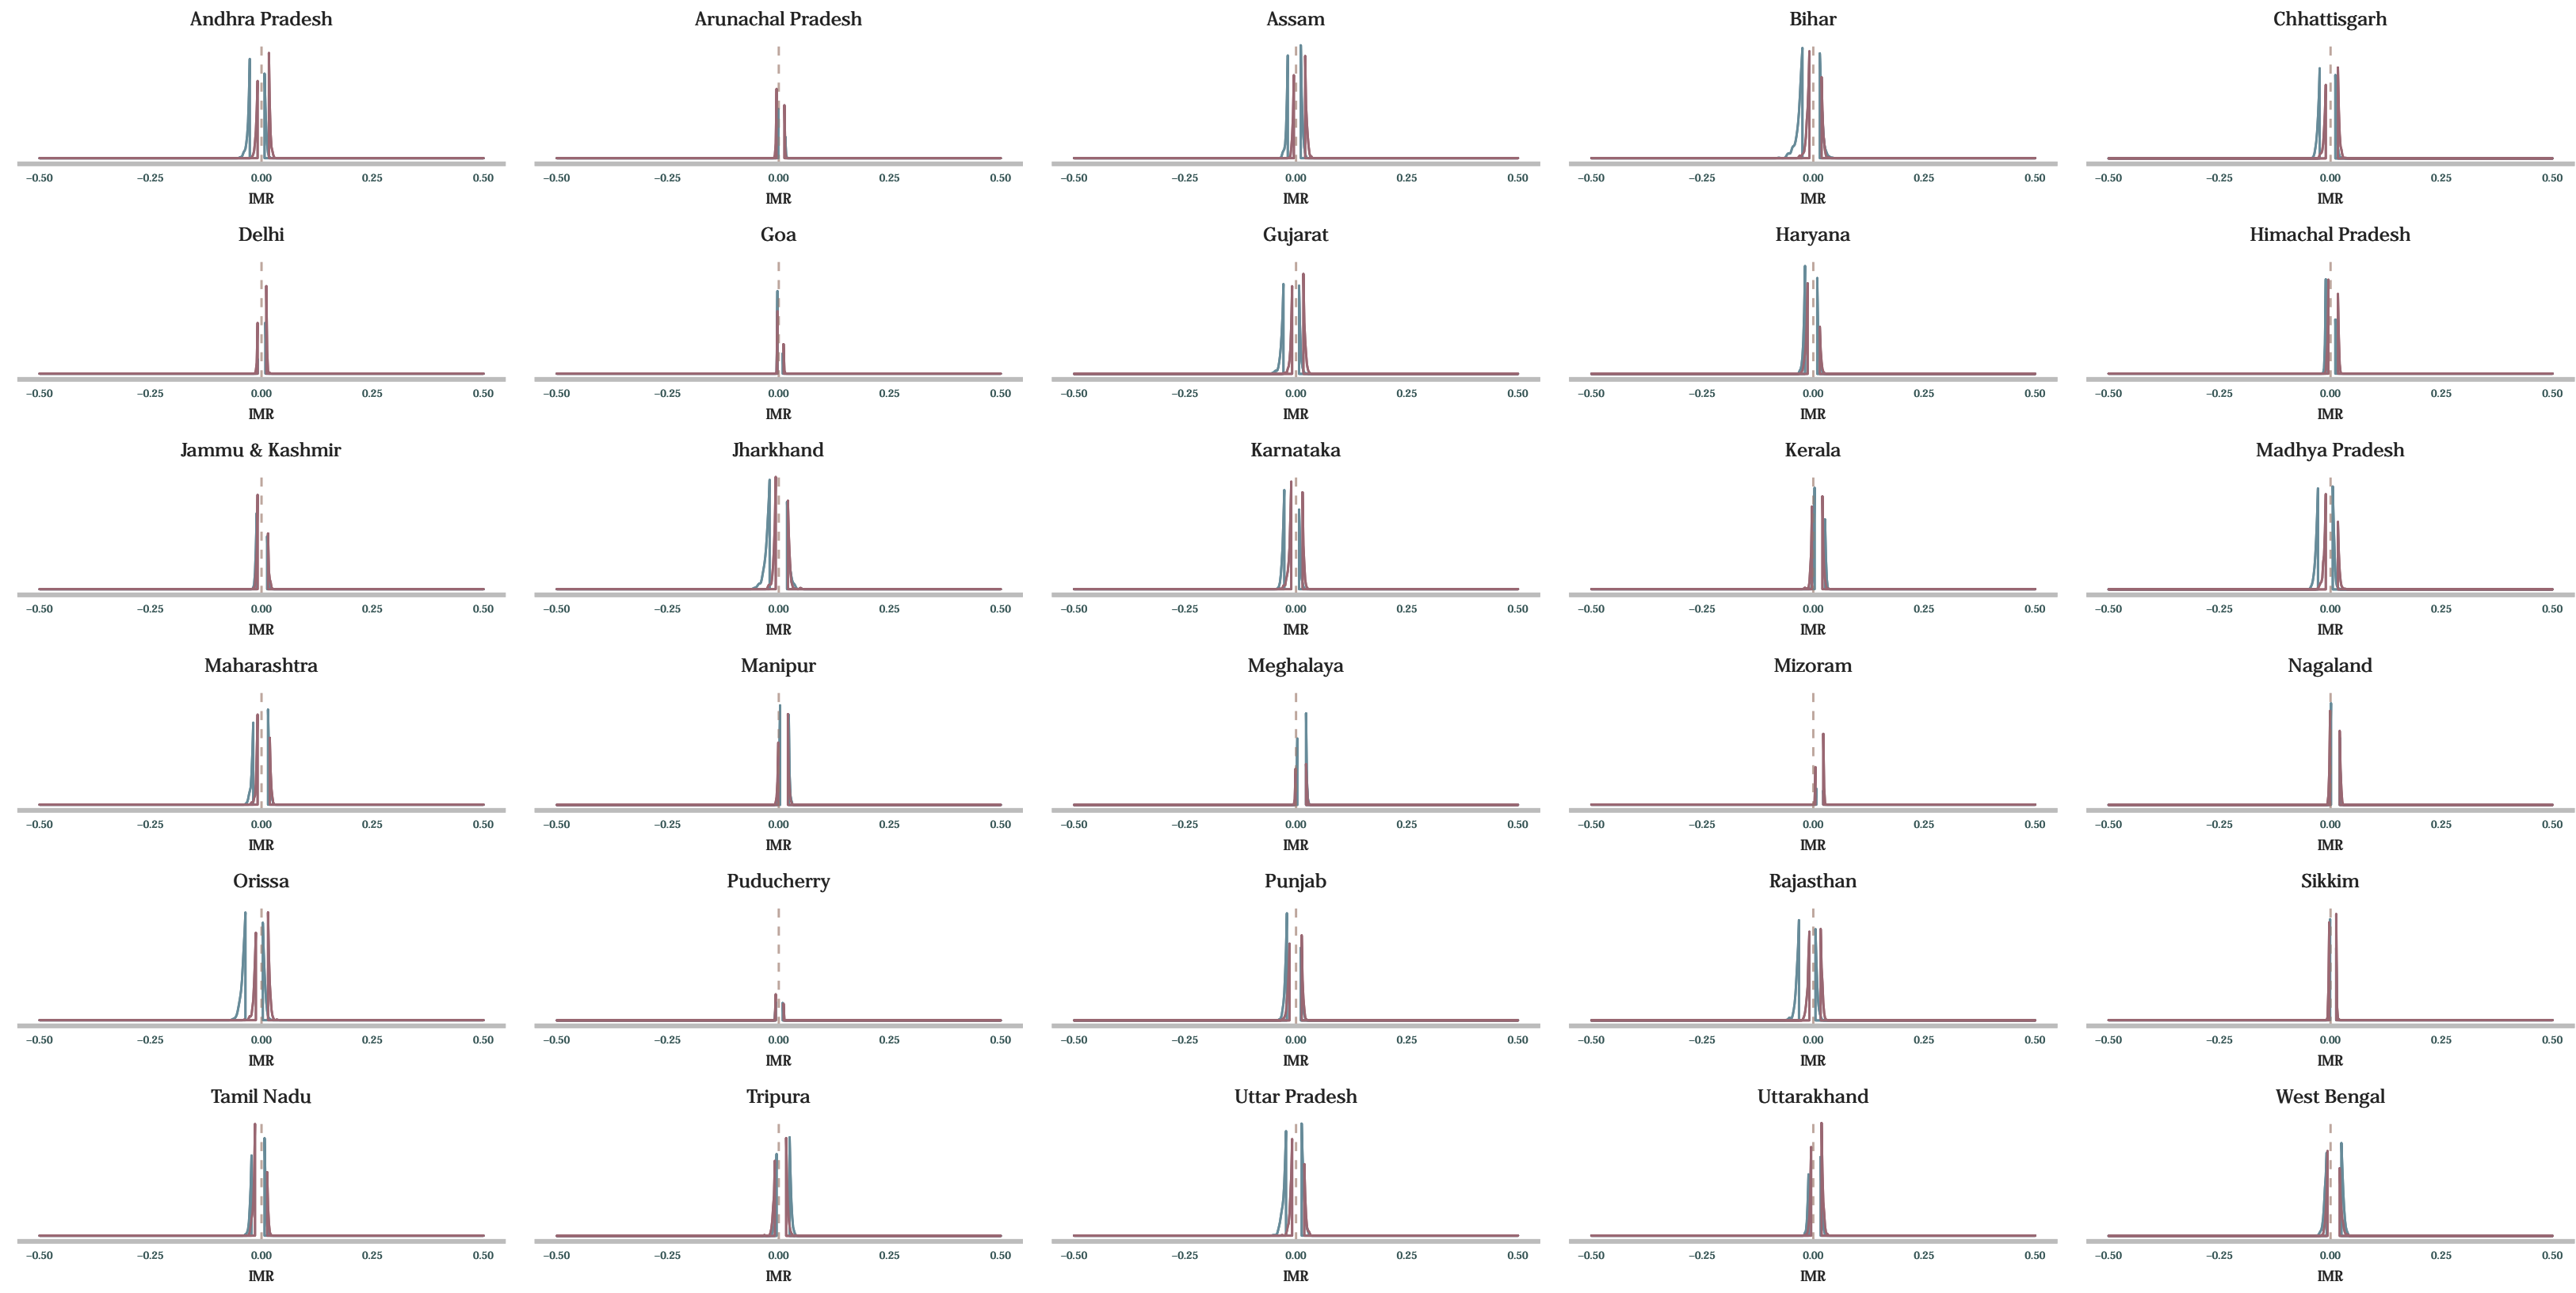 Andhra Pradesh Arunachal Pradesh Assam Bihar Chhattisgarh
−0.50 −0.25 0.00 0.25 0.50 −0.50 −0.25 0.00 0.25 0.50 −0.50 −0.25 0.00 0.25 0.50 −0.50 −0.25 0.00 0.25 0.50 −0.50 −0.25 0.00 0.25 0.50
IMR IMR IMR IMR IMR
Delhi Goa Gujarat Haryana Himachal Pradesh
−0.50 −0.25 0.00 0.25 0.50 −0.50 −0.25 0.00 0.25 0.50 −0.50 −0.25 0.00 0.25 0.50 −0.50 −0.25 0.00 0.25 0.50 −0.50 −0.25 0.00 0.25 0.50
IMR IMR IMR IMR IMR
Jammu & Kashmir Jharkhand Karnataka Kerala Madhya Pradesh
−0.50 −0.25 0.00 0.25 0.50 −0.50 −0.25 0.00 0.25 0.50 −0.50 −0.25 0.00 0.25 0.50 −0.50 −0.25 0.00 0.25 0.50 −0.50 −0.25 0.00 0.25 0.50
IMR IMR IMR IMR IMR
Maharashtra Manipur Meghalaya Mizoram Nagaland
−0.50 −0.25 0.00 0.25 0.50 −0.50 −0.25 0.00 0.25 0.50 −0.50 −0.25 0.00 0.25 0.50 −0.50 −0.25 0.00 0.25 0.50 −0.50 −0.25 0.00 0.25 0.50
IMR IMR IMR IMR IMR
Orissa Puducherry Punjab Rajasthan Sikkim
−0.50 −0.25 0.00 0.25 0.50 −0.50 −0.25 0.00 0.25 0.50 −0.50 −0.25 0.00 0.25 0.50 −0.50 −0.25 0.00 0.25 0.50 −0.50 −0.25 0.00 0.25 0.50
IMR IMR IMR IMR IMR
Tamil Nadu Tripura Uttar Pradesh Uttarakhand West Bengal
−0.50 −0.25 0.00 0.25 0.50 −0.50 −0.25 0.00 0.25 0.50 −0.50 −0.25 0.00 0.25 0.50 −0.50 −0.25 0.00 0.25 0.50 −0.50 −0.25 0.00 0.25 0.50
IMR IMR IMR IMR IMR